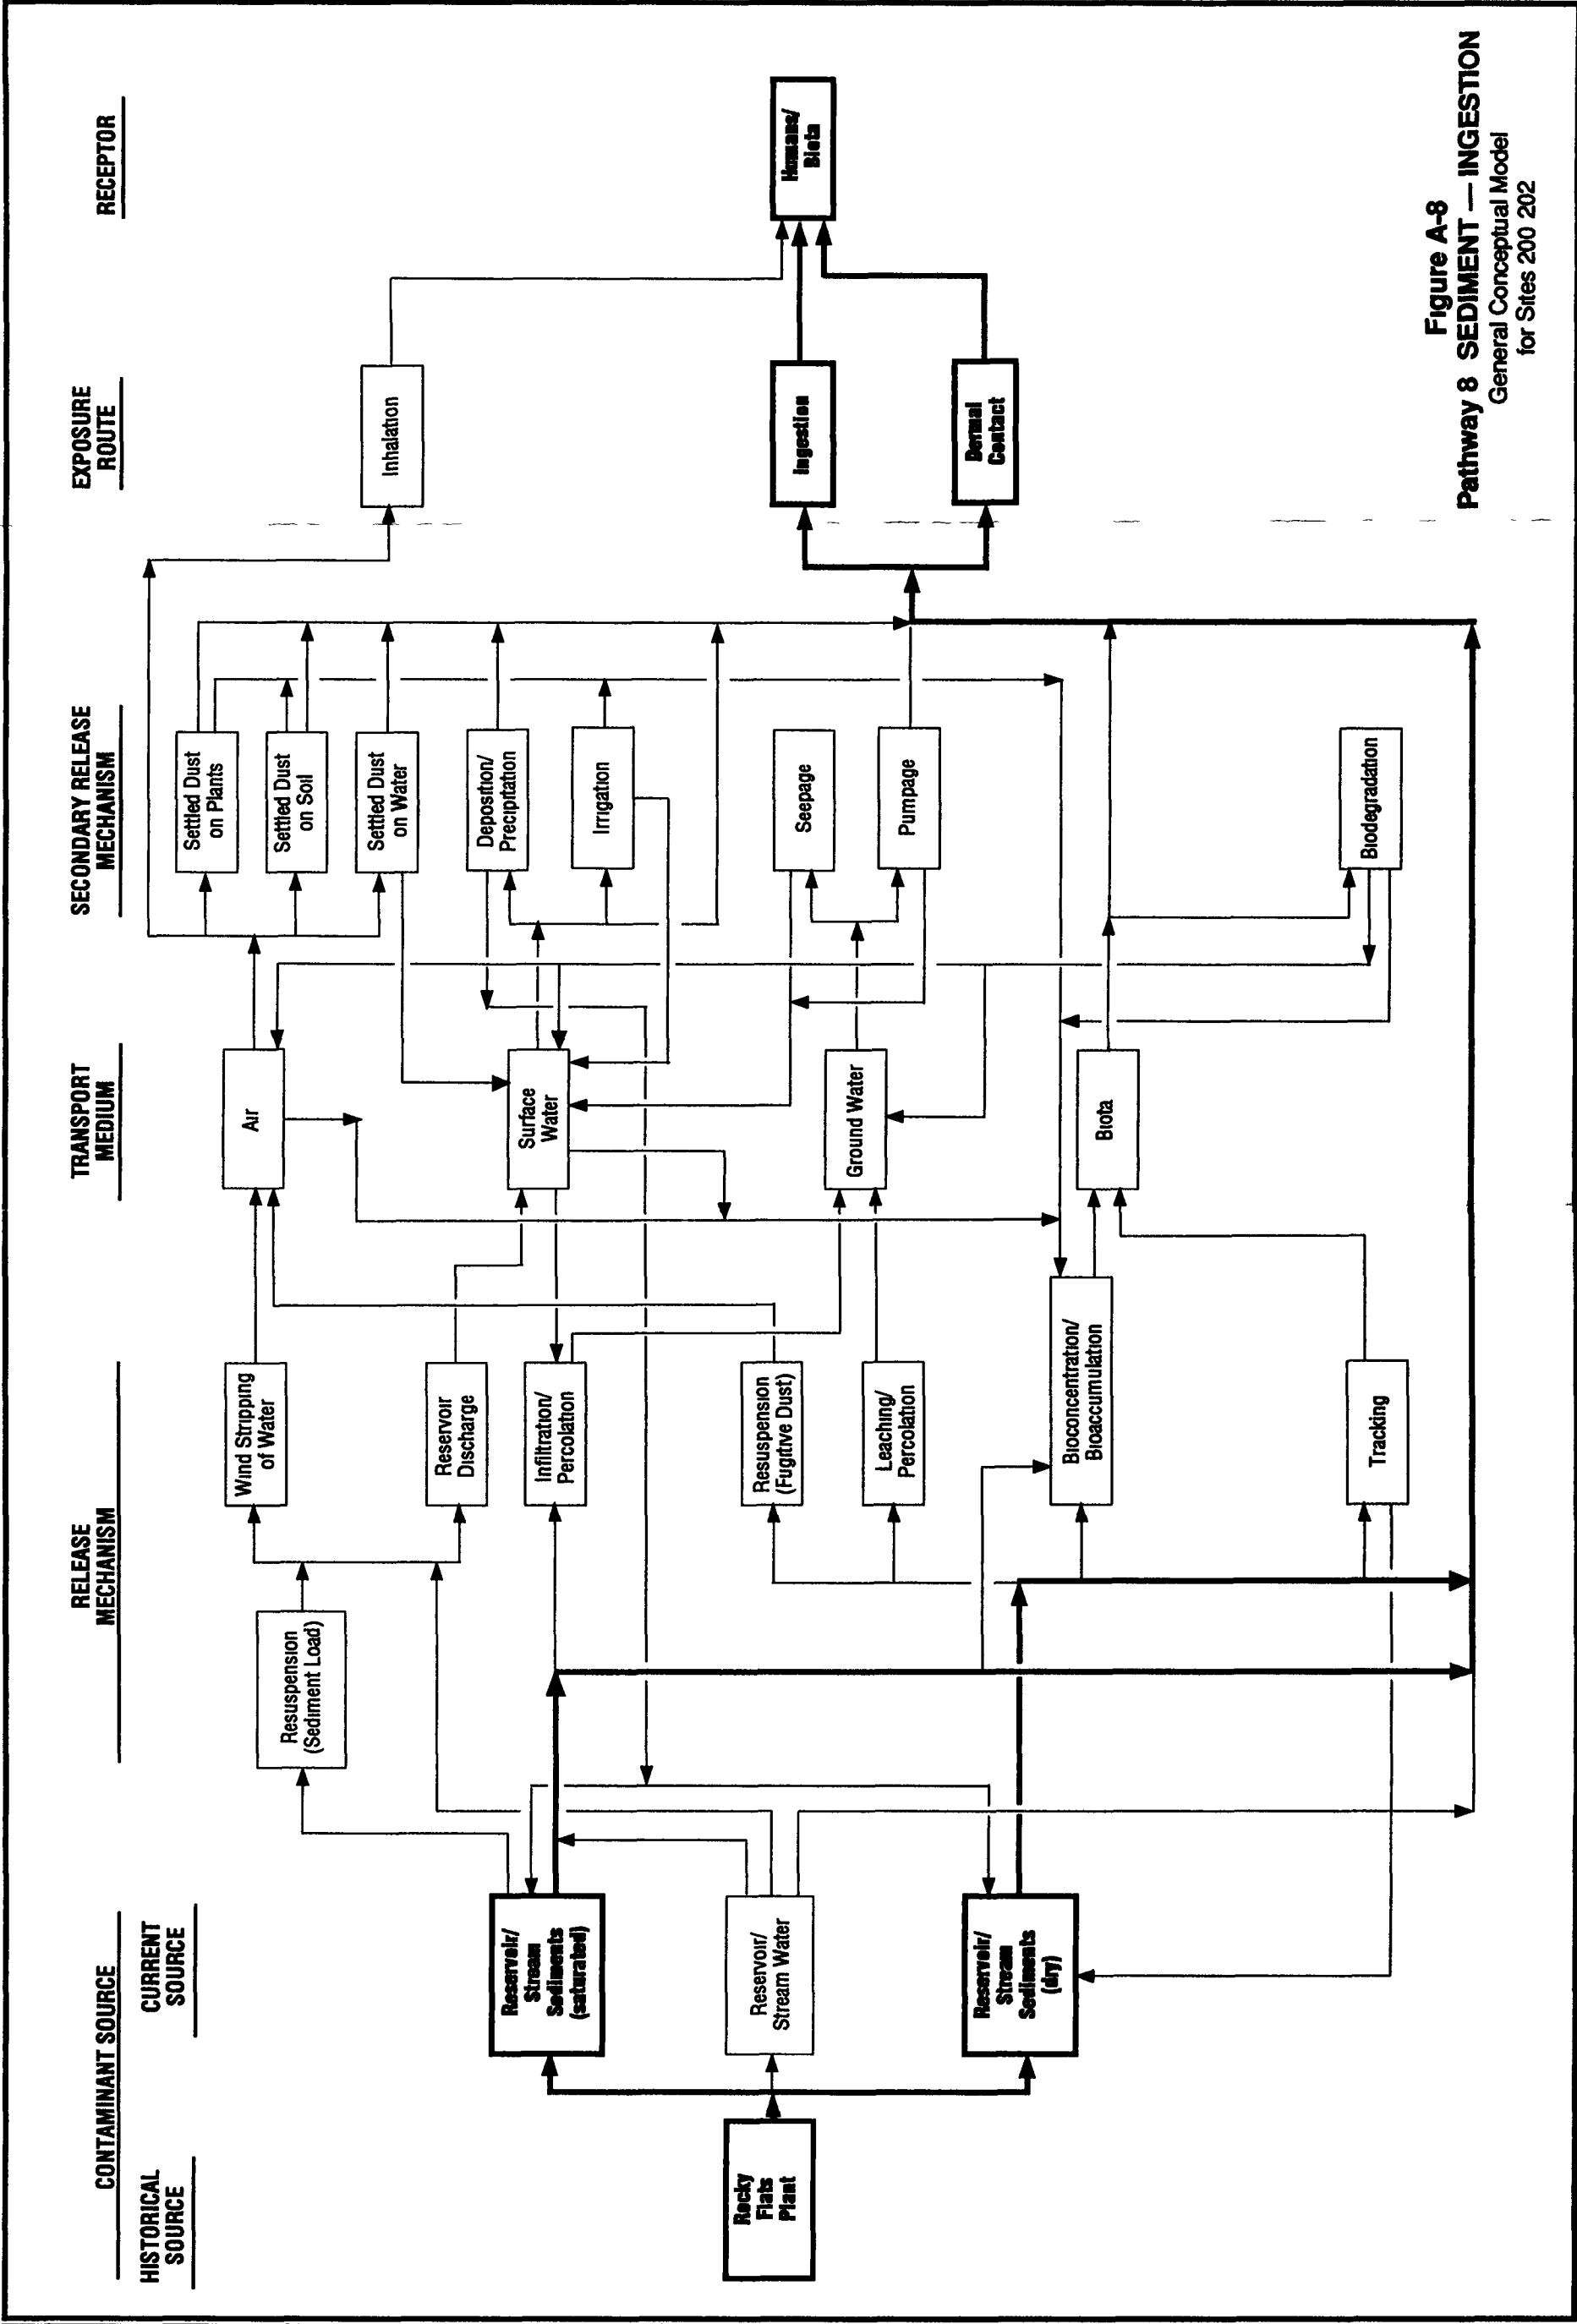 CONTAMINANT SOURCE
HISTORICAL
SOURCE
CURRENT
SOURCE
RELEASE
MECHANISM
TRANSPORT
MEDIUM
SECONDARY RELEASE
MECHANISM
EXPOSURE
ROUTE
RECEPTOR
Rocky
Flats
Plant
Reservoir/
Stream
Sediments
(saturated)
Reservoir/
Stream Water
Reservoir/
Stream
Sediments
(dry)
Resuspension
(Sediment Load)
Wind Stripping
of Water
Reservoir
Discharge
Infiltration/
Percolation
Resuspension
(Fugitive Dust)
Leaching/
Percolation
Bioconcentration/
Bioaccumulation
Tracking
Air
Surface
Water
Ground Water
Biota
Settled Dust
on Plants
Settled Dust
on Soil
Settled Dust
on Water
Deposition/
Precipitation
Irrigation
Seepage
Pumpage
Biodegradation
Inhalation
Ingestion
Dermal
Contact
Humans/
Biota
Figure A-8
Pathway 8 SEDIMENT — INGESTION
General Conceptual Model
for Sites 200 202